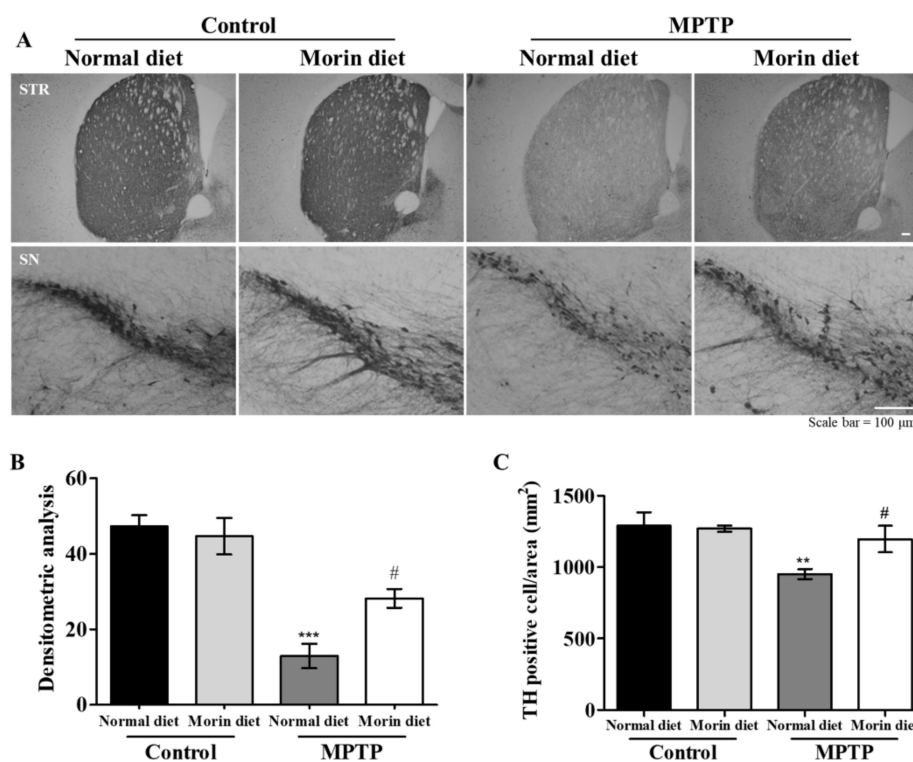 A
Control
MPTP
Normal diet
Morin diet
Normal diet
Morin diet
STR
SN
Scale bar = 100 μm
B
Densitometric analysis
60
40
20
0
***
#
Normal diet
Morin diet
Normal diet
Morin diet
Control
MPTP
C
TH positive cell/area (mm²)
1500
1000
500
0
**
#
Normal diet
Morin diet
Normal diet
Morin diet
Control
MPTP